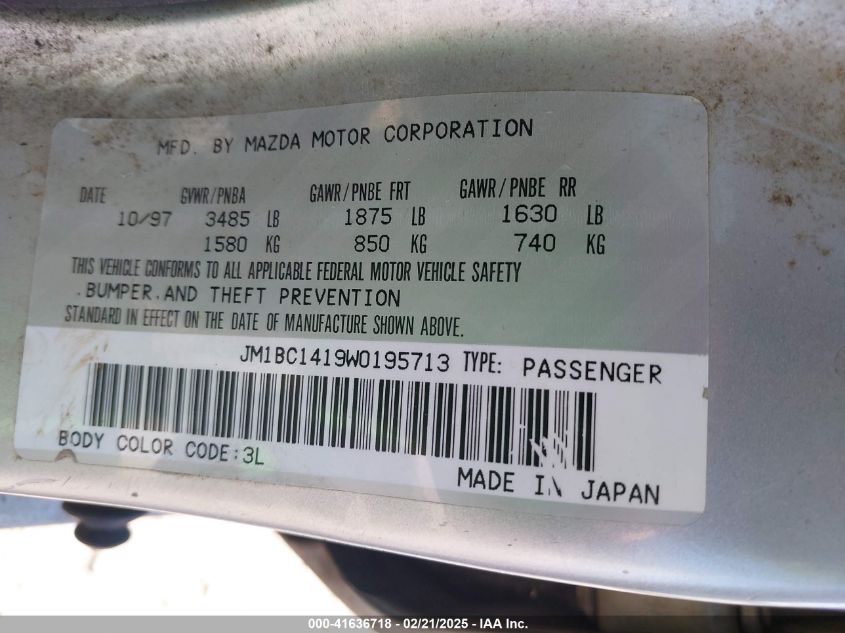 MFD. BY MAZDA MOTOR CORPORATION
DATE GVWR/PNBA GAWR/PNBE FRT GAWR/PNBE RR
10/97 3485 LB 1875 LB 1630 LB
1580 KG 850 KG 740 KG
THIS VEHICLE CONFORMS TO ALL APPLICABLE FEDERAL MOTOR VEHICLE SAFETY
,BUMPER,AND THEFT PREVENTION
STANDARD IN EFFECT ON THE DATE OF MANUFACTURE SHOWN ABOVE.
JM1BC1419W0195713 TYPE: PASSENGER
BODY COLOR CODE:3L
MADE IN JAPAN
000-41636718 - 02/21/2025 - IAA Inc.